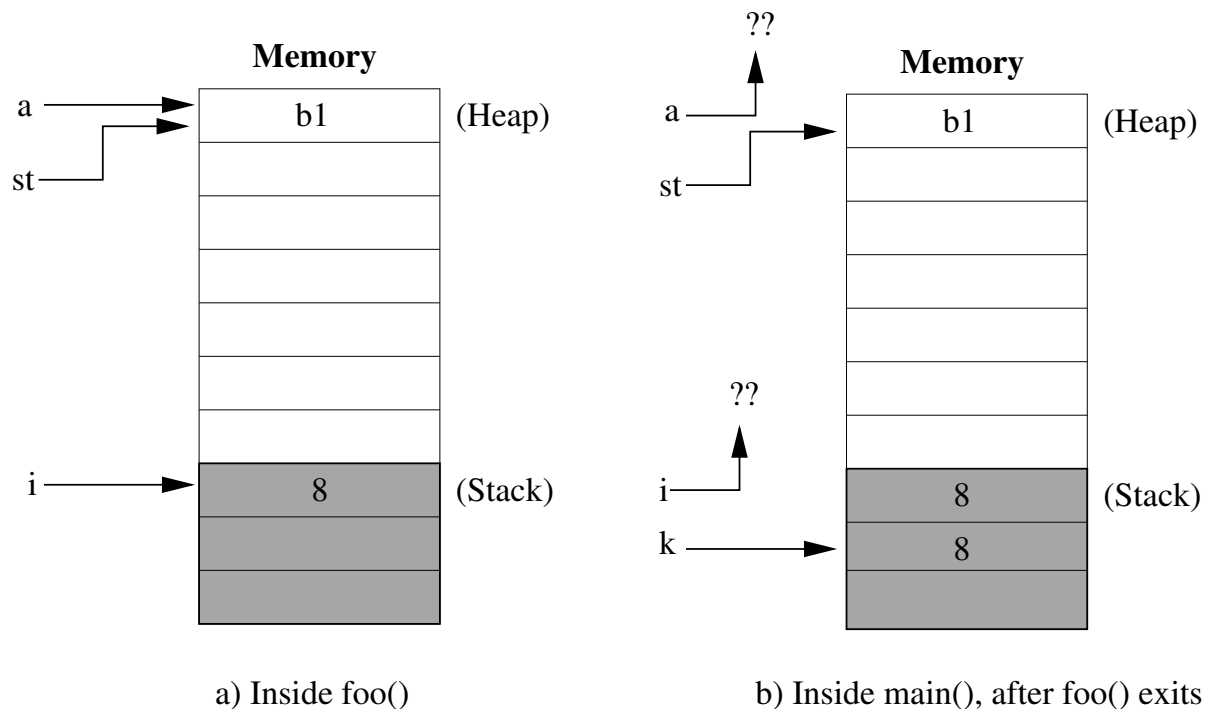 Memory
a
b1
(Heap)
st
i
8
(Stack)
a) Inside foo()
??
Memory
a
b1
(Heap)
st
??
i
8
(Stack)
k
8
b) Inside main(), after foo() exits